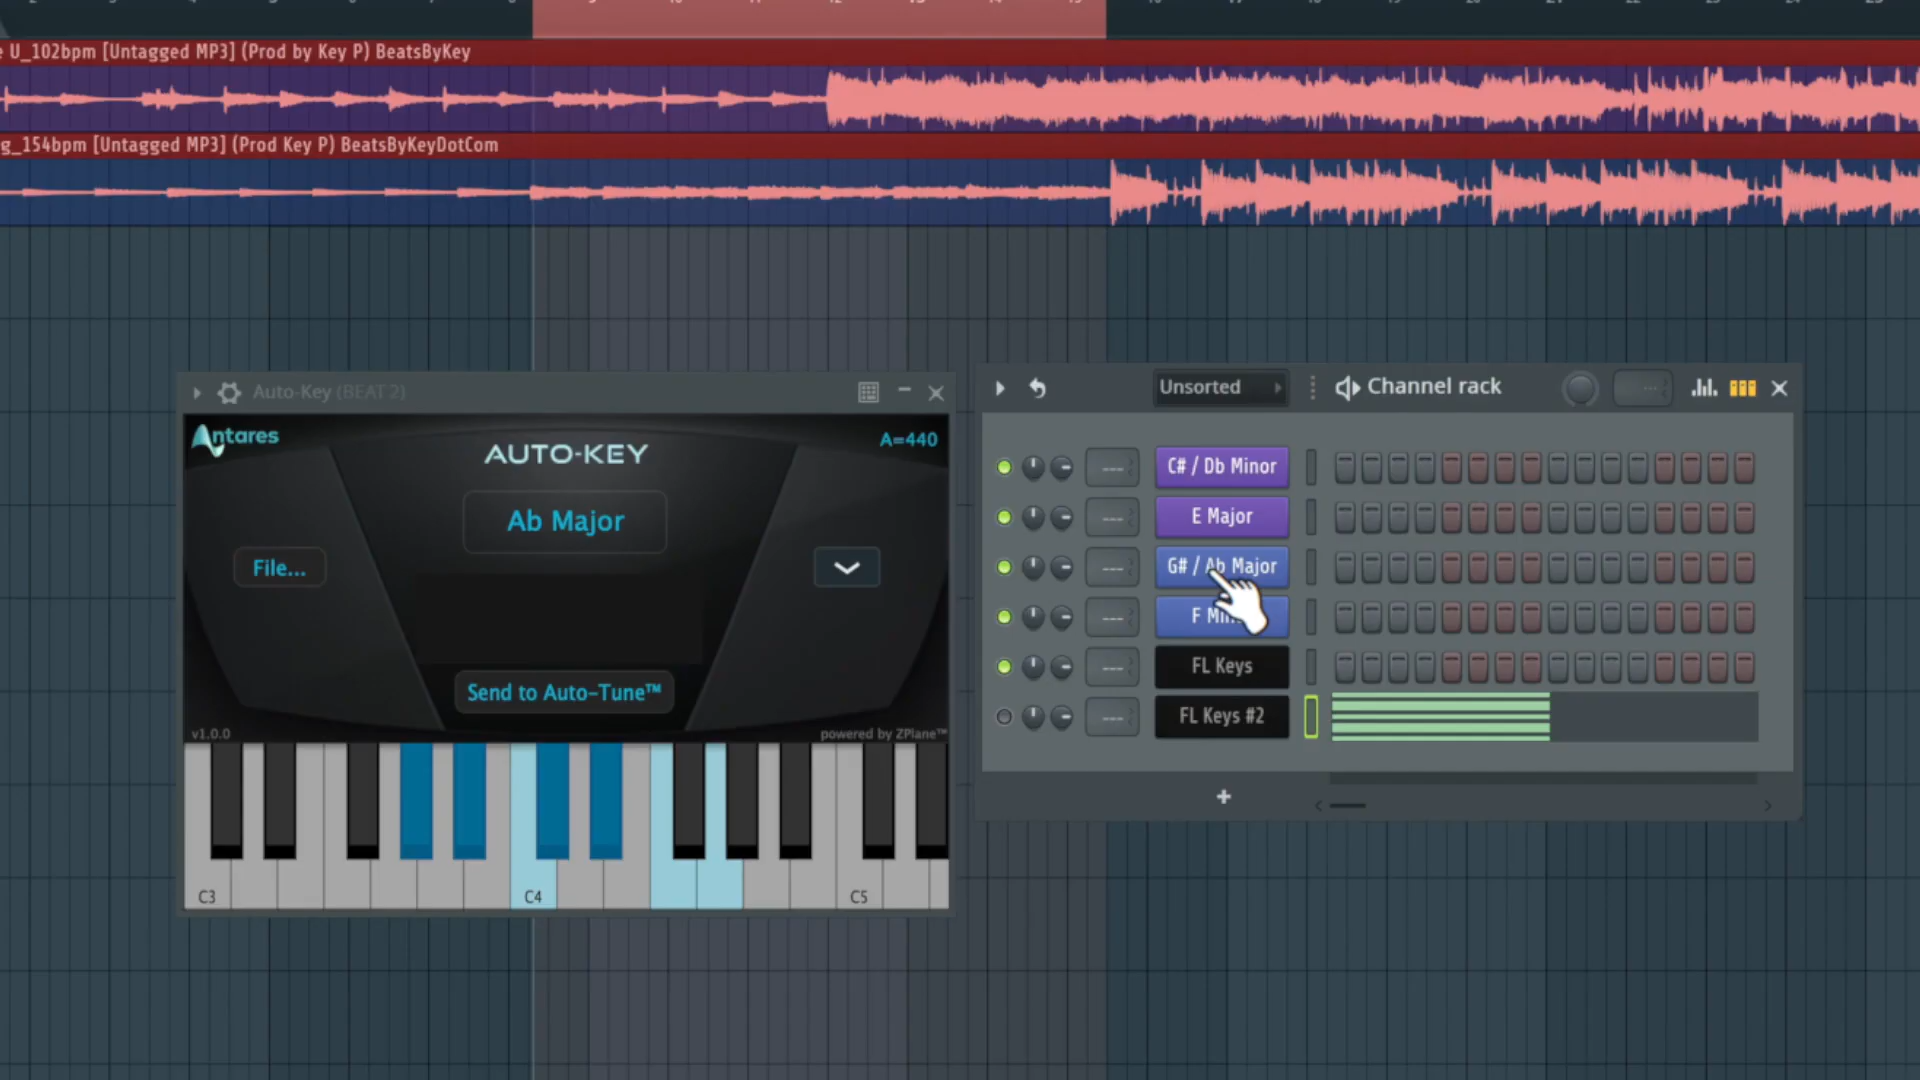 U_102bpm [Untagged MP3] (Prod by Key P) BeatsByKey
g_154bpm [Untagged MP3] (Prod Key P) BeatsByKeyDotCom
Auto-Key (BEAT 2)
Antares
AUTO-KEY
A=440
Ab Major
File...
Send to Auto-Tune™
v1.0.0
powered by ZPlane™
C3
C4
C5
Unsorted
Channel rack
C# / Db Minor
E Major
G# / Ab Major
F
FL Keys
FL Keys #2